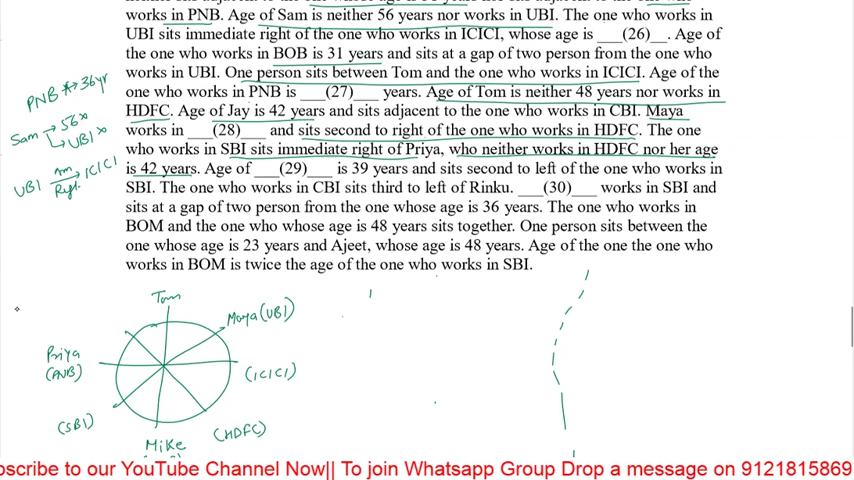 works in PNB. Age of Sam is neither 56 years nor works in UBI. The one who works in
UBI sits immediate right of the one who works in ICICI, whose age is ___(26)_. Age of
the one who works in BOB is 31 years and sits at a gap of two person from the one who
works in UBI. One person sits between Tom and the one who works in ICICI. Age of the
one who works in PNB is ___(27)___ years. Age of Tom is neither 48 years nor works in
HDFC. Age of Jay is 42 years and sits adjacent to the one who works in CBI. Maya
works in ___(28)___ and sits second to right of the one who works in HDFC. The one
who works in SBI sits immediate right of Priya, who neither works in HDFC nor her age
is 42 years. Age of ___(29)___ is 39 years and sits second to left of the one who works in
SBI. The one who works in CBI sits third to left of Rinku. ___(30)___ works in SBI and
sits at a gap of two person from the one whose age is 36 years. The one who works in
BOM and the one who whose age is 48 years sits together. One person sits between the
one whose age is 23 years and Ajeet, whose age is 48 years. Age of the one the one who
works in BOM is twice the age of the one who works in SBI.
PNB 36yr
Sam 56x
UBI x
UBI Right ICICI
Tom
Maya (UBI)
Priya
(PNB)
(ICICI)
(SBI)
(HDFC)
Mike
bscribe to our YouTube Channel Now|| To join Whatsapp Group Drop a message on 9121815869